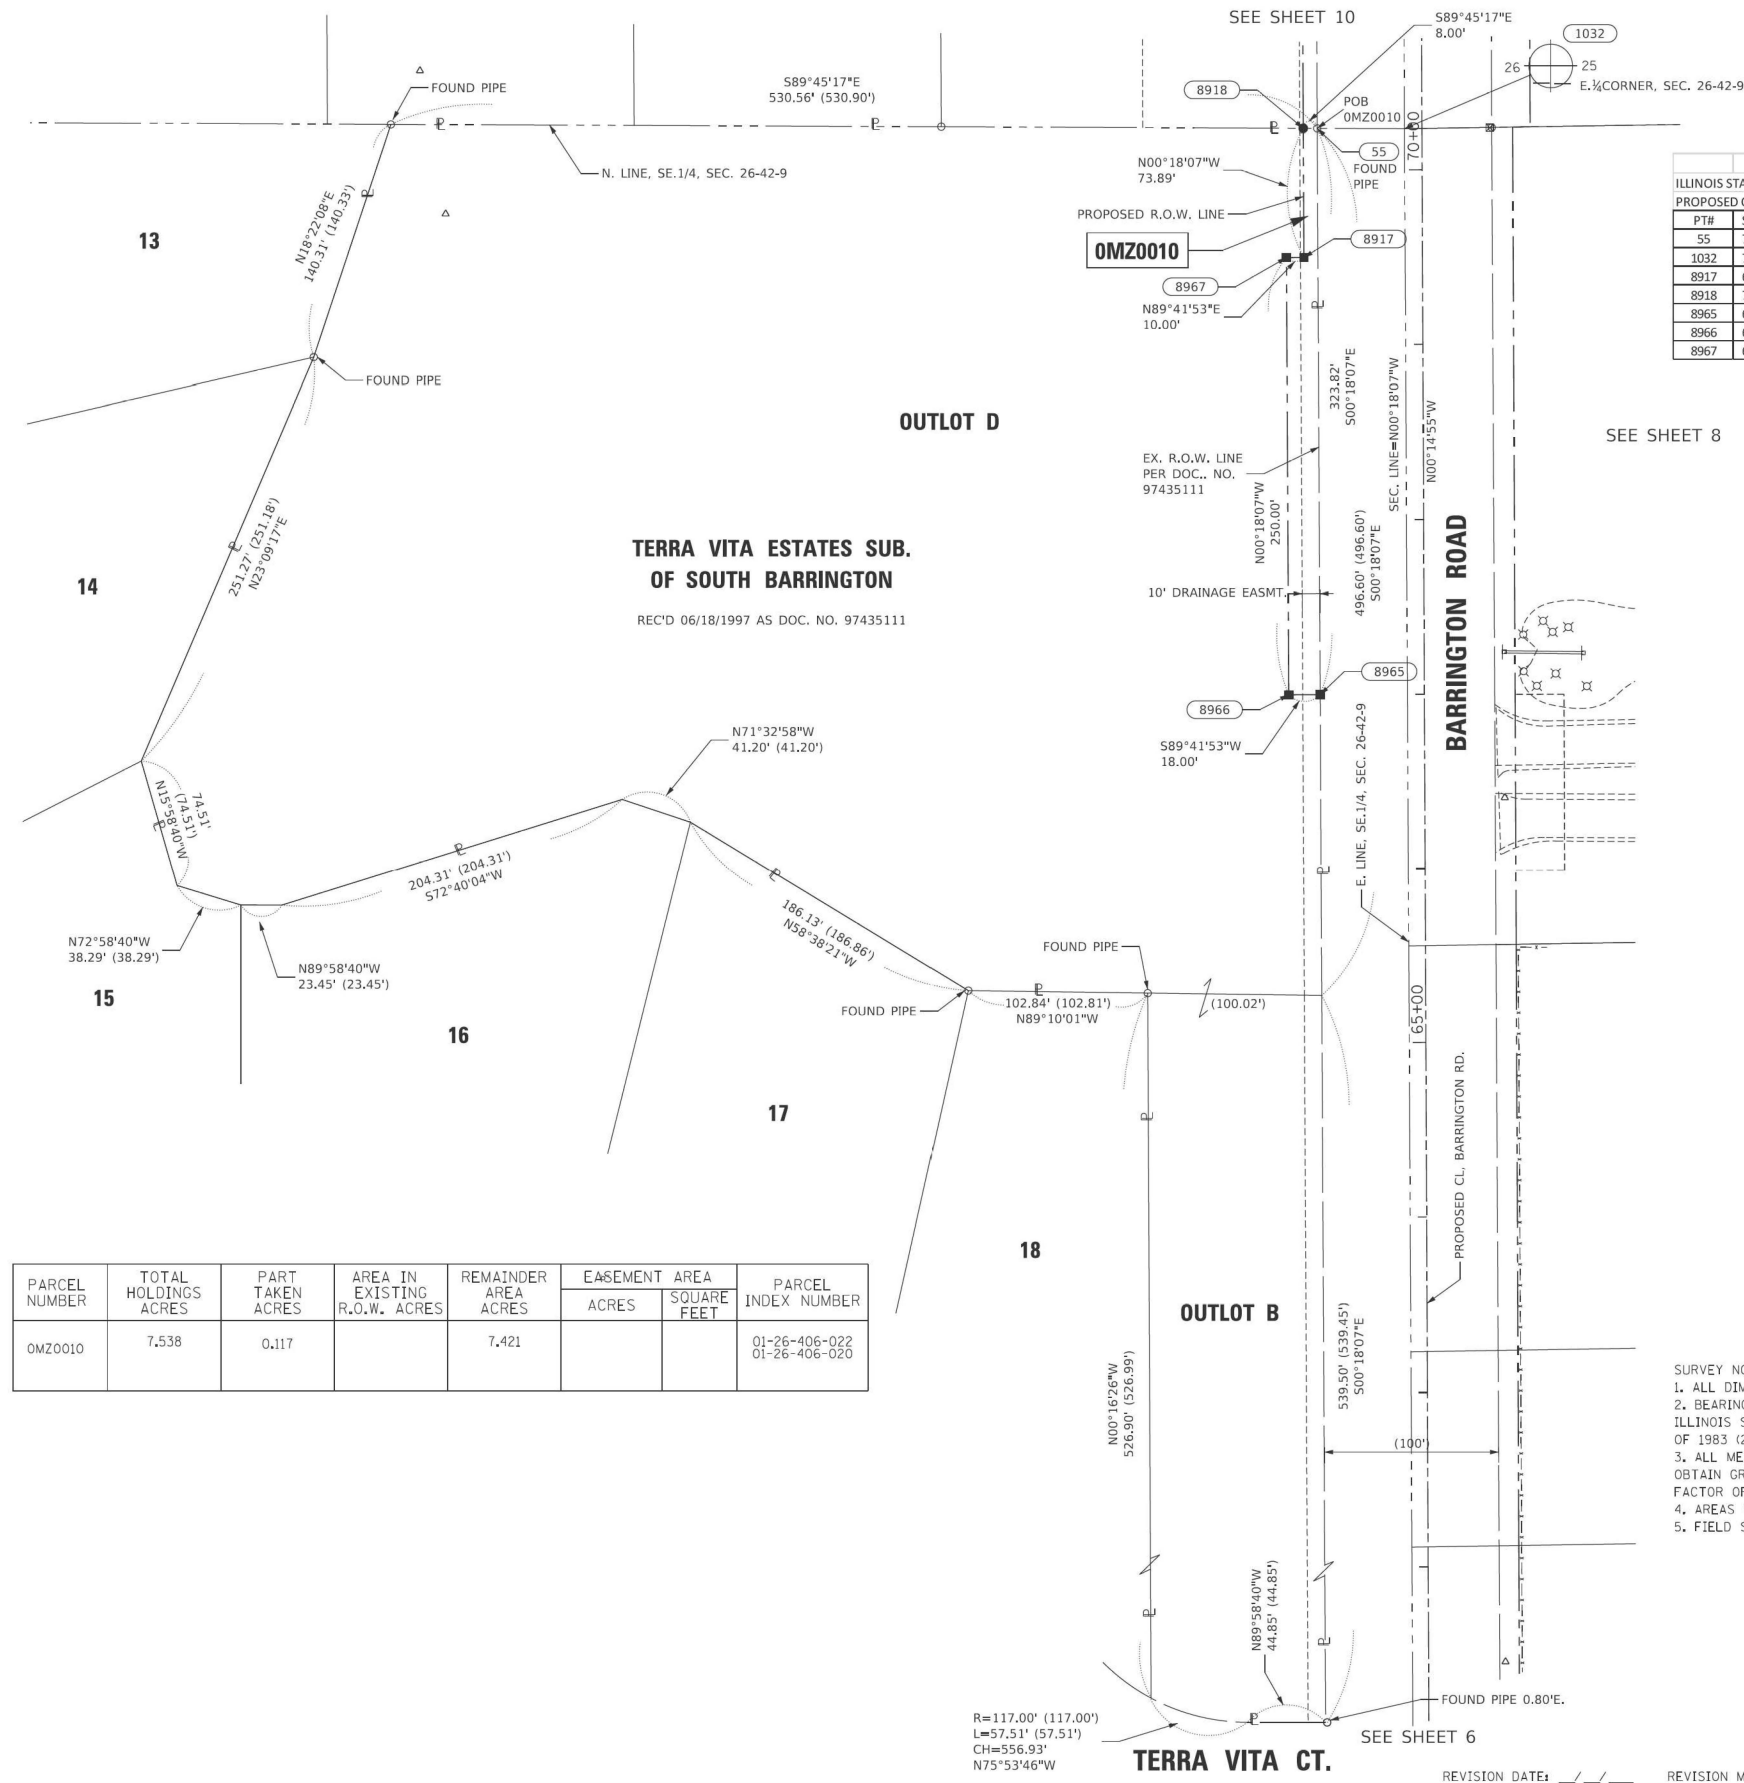 SEE SHEET 10
S89°45'17"E
8.00'
1032
26
25
E.¼CORNER, SEC. 26-42-9
FOUND PIPE
S89°45'17"E
530.56' (530.90')
8918
POB
0MZ0010
70+00
55
FOUND
PIPE
N. LINE, SE.1/4, SEC. 26-42-9
N00°18'07"W
73.89'
PROPOSED R.O.W. LINE
0MZ0010
8917
8967
N89°41'53"E
10.00'
ILLINOIS STA
PROPOSED
PT#
55
1032
8917
8918
8965
8966
8967
13
N18°22'08"E
140.31' (140.33')
FOUND PIPE
OUTLOT D
323.82'
S00°18'07"E
SEC. LINE=N00°18'07"W
N00°14'55"W
SEE SHEET 8
EX. R.O.W. LINE
PER DOC.. NO.
97435111
N00°18'07"W
250.00'
251.27' (251.18')
N23°09'17"E
14
TERRA VITA ESTATES SUB.
OF SOUTH BARRINGTON
REC'D 06/18/1997 AS DOC. NO. 97435111
10' DRAINAGE EASMT.
496.60' (496.60')
S00°18'07"E
BARRINGTON ROAD
8965
8966
S89°41'53"W
18.00'
E. LINE, SE.1/4, SEC. 26-42-9
N71°32'58"W
41.20' (41.20')
74.51'
(74.51')
N15°58'40"W
204.31' (204.31')
S72°40'04"W
186.13' (186.86')
N58°38'21"W
N72°58'40"W
38.29' (38.29')
N89°58'40"W
23.45' (23.45')
15
16
17
FOUND PIPE
FOUND PIPE
102.84' (102.81')
N89°10'01"W
(100.02')
65+00
PROPOSED CL, BARRINGTON RD.
18
OUTLOT B
PARCEL NUMBER
TOTAL HOLDINGS ACRES
PART TAKEN ACRES
AREA IN EXISTING R.O.W. ACRES
REMAINDER AREA ACRES
EASEMENT AREA
ACRES
SQUARE FEET
PARCEL INDEX NUMBER
0MZ0010
7.538
0.117
7.421
01-26-406-022
01-26-406-020
N00°16'26"W
526.90' (526.99')
539.50' (539.45')
S00°18'07"E
(100')
SURVEY NO
1. ALL DIM
2. BEARING
ILLINOIS S
OF 1983 (2
3. ALL ME
OBTAIN GR
FACTOR OF
4. AREAS
5. FIELD S
N89°58'40"W
44.85' (44.85')
FOUND PIPE 0.80'E.
R=117.00' (117.00')
L=57.51' (57.51')
CH=556.93'
N75°53'46"W
TERRA VITA CT.
SEE SHEET 6
REVISION DATE: __/__/____
REVISION M